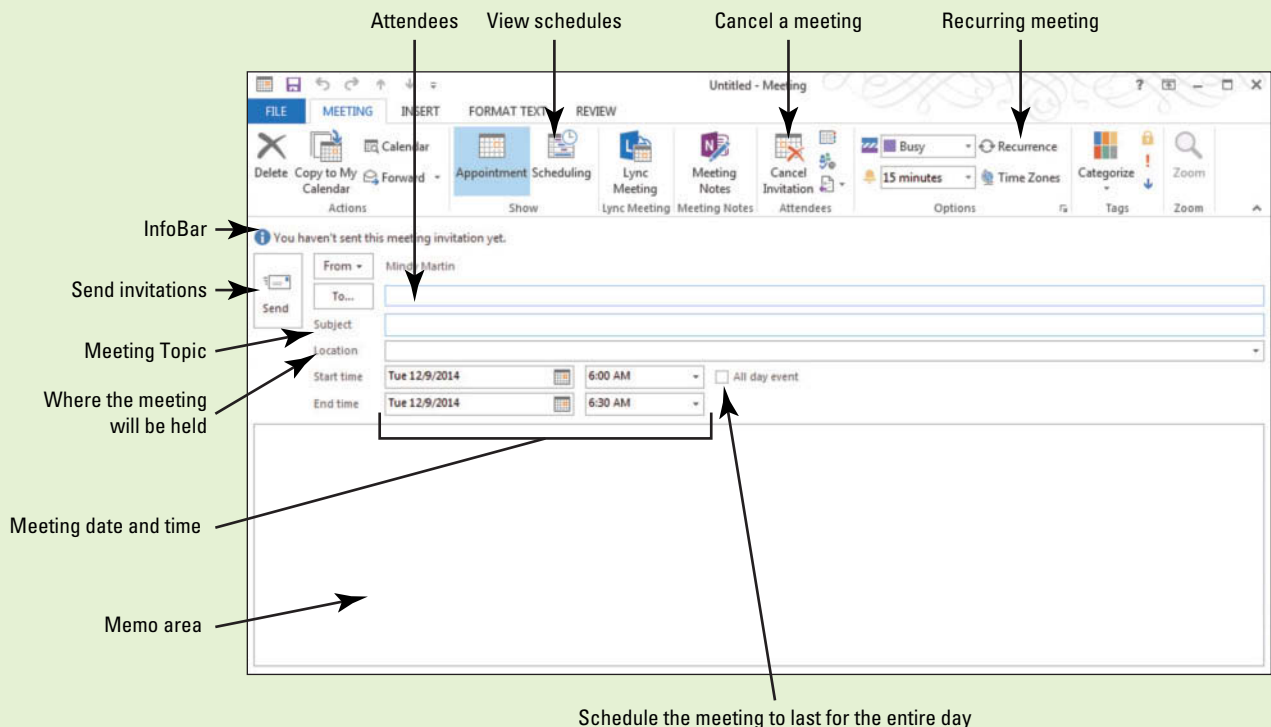 Attendees View schedules Cancel a meeting Recurring meeting
Untitled - Meeting
FILE MEETING INSERT FORMAT TEXT REVIEW
Calendar
Delete Copy to My Calendar Forward Appointment Scheduling Lync Meeting Meeting Notes Cancel Invitation Busy Recurrence
15 minutes Time Zones Categorize Zoom
Actions Show Lync Meeting Meeting Notes Attendees Options Tags Zoom
InfoBar
You haven't sent this meeting invitation yet.
From Mindy Martin
Send invitations
Send
To...
Subject
Meeting Topic
Location
Where the meeting
will be held
Start time Tue 12/9/2014 6:00 AM All day event
End time Tue 12/9/2014 6:30 AM
Meeting date and time
Memo area
Schedule the meeting to last for the entire day